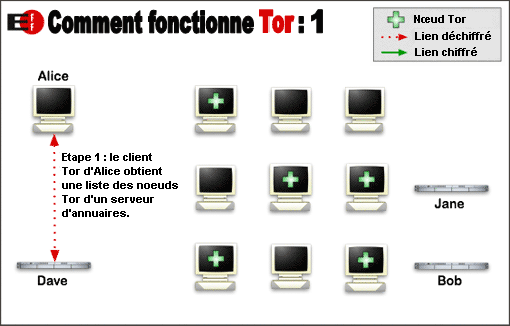 EFF Comment fonctionne Tor : 1
Nœud Tor
Lien déchiffré
Lien chiffré
Alice
Etape 1 : le client
Tor d'Alice obtient
une liste des noeuds
Tor d'un serveur
d'annuaires.
Jane
Dave
Bob